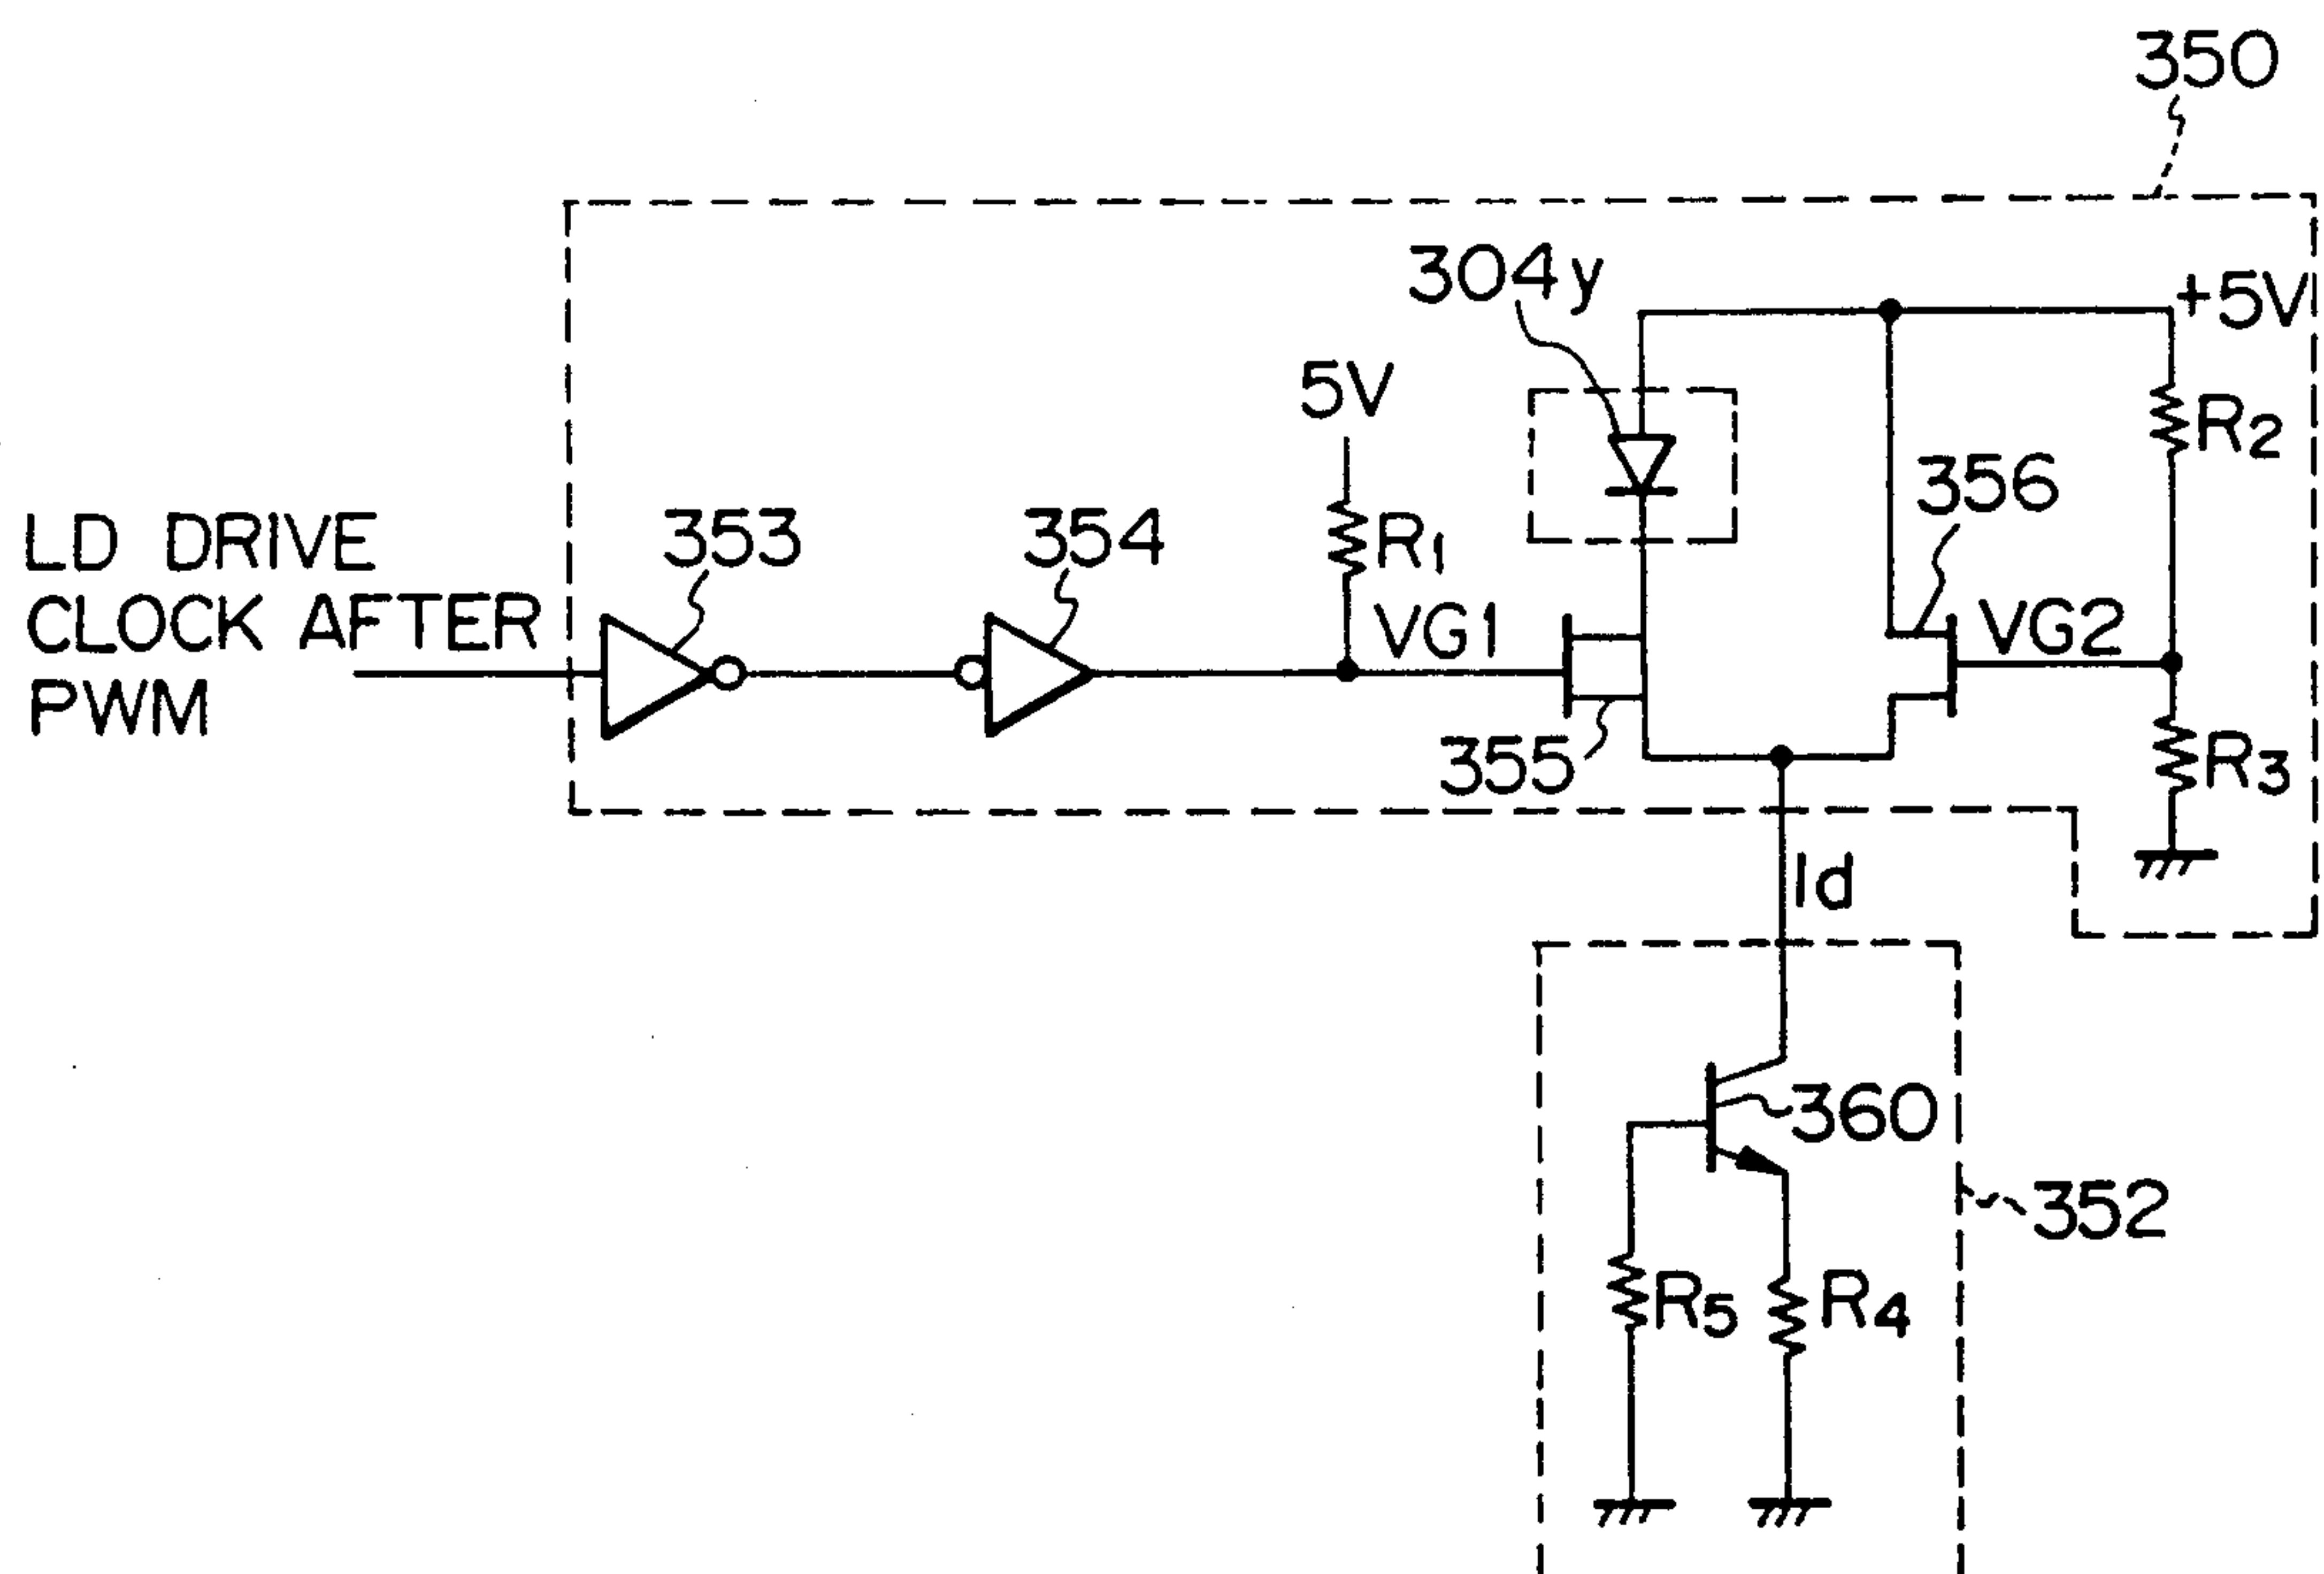 350
304y
+5V
5V
R2
356
LD DRIVE
CLOCK AFTER
PWM
353
354
R1
VG1
VG2
355
R3
Id
360
352
R5
R4